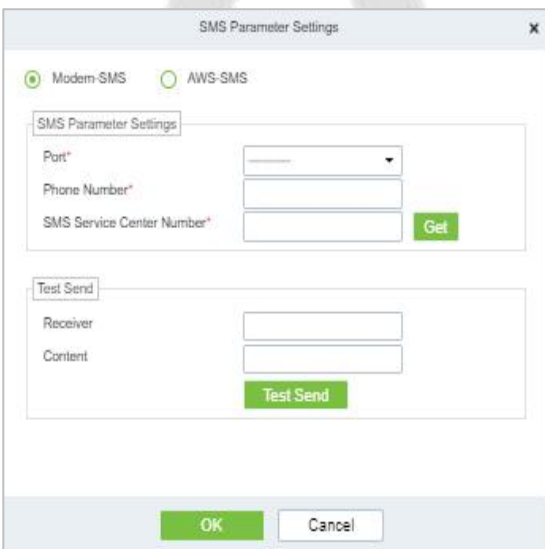 SMS Parameter Settings x
Modem-SMS AWS-SMS
SMS Parameter Settings
Port* ----------
Phone Number*
SMS Service Center Number* Get
Test Send
Receiver
Content
Test Send
OK Cancel